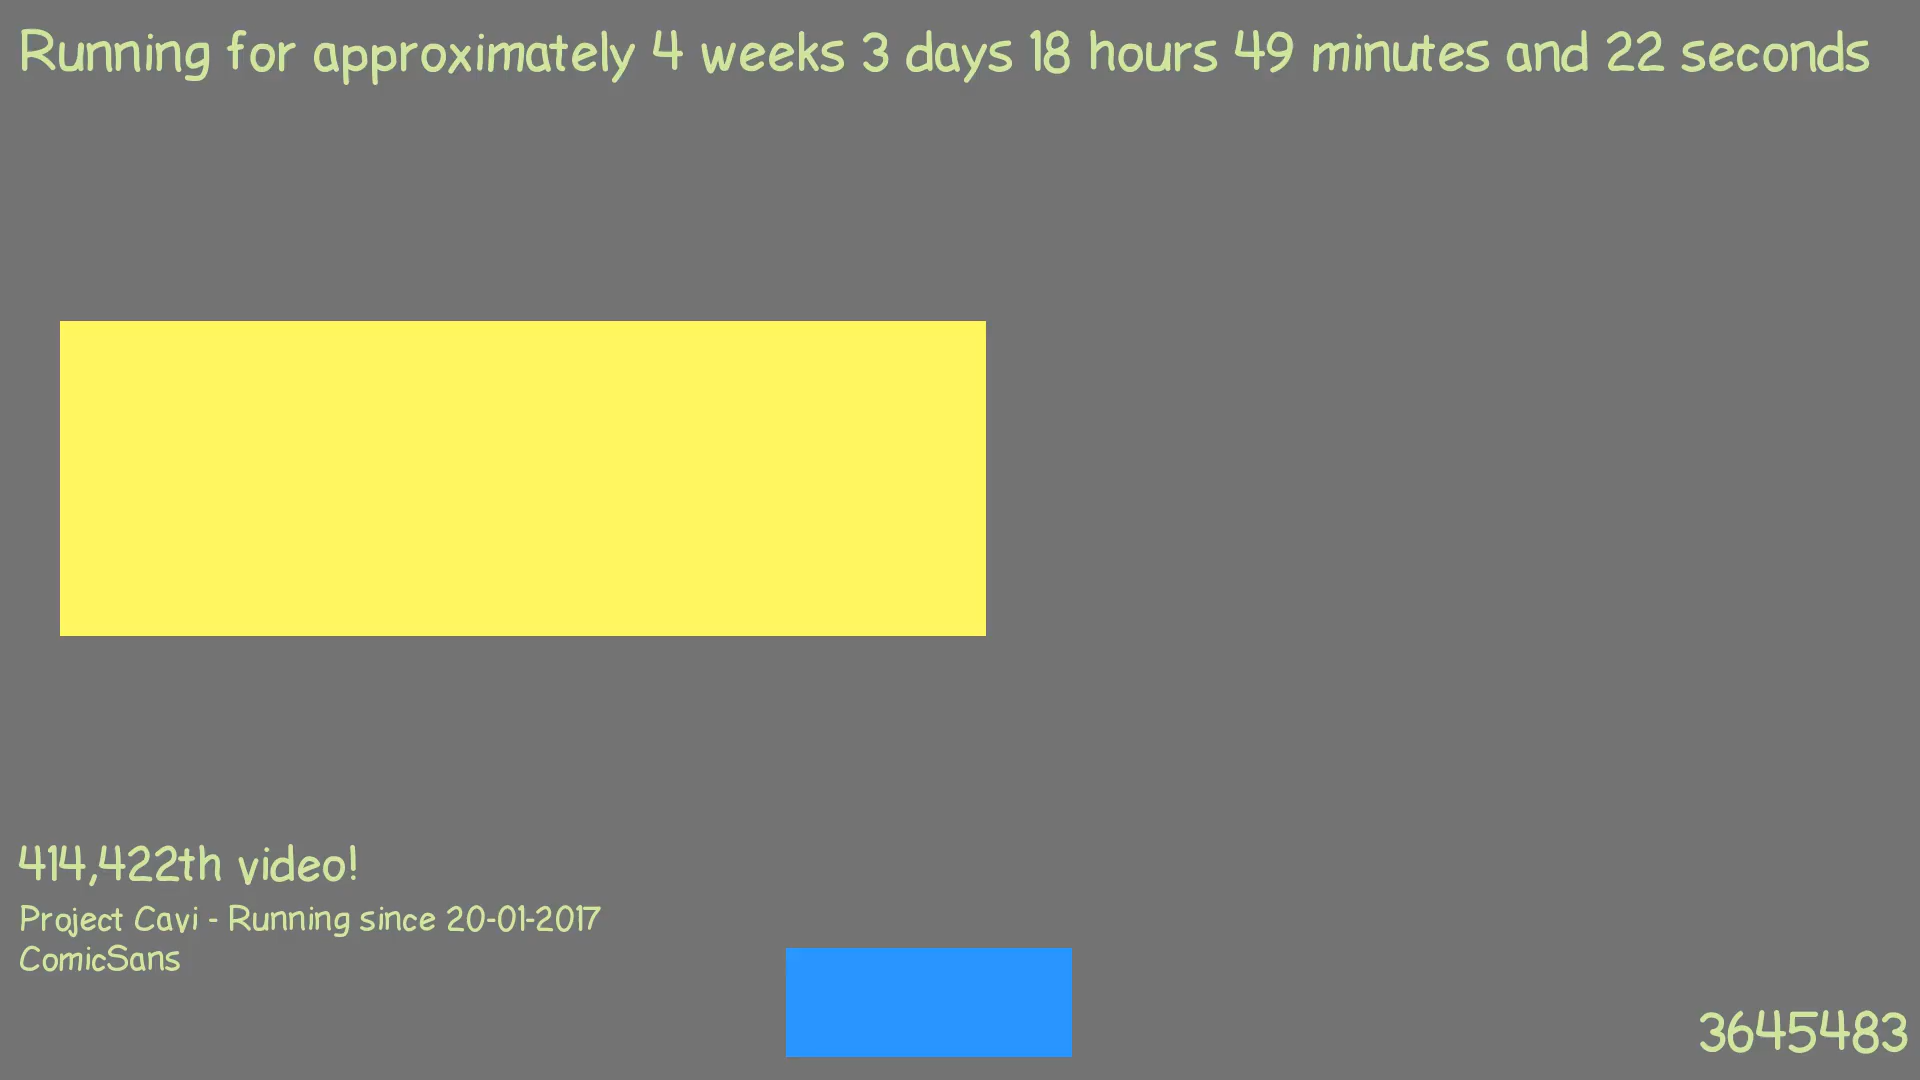 Running for approximately 4 weeks 3 days 18 hours 49 minutes and 22 seconds
414,422th video!
Project Cavi - Running since 20-01-2017
ComicSans
3645483